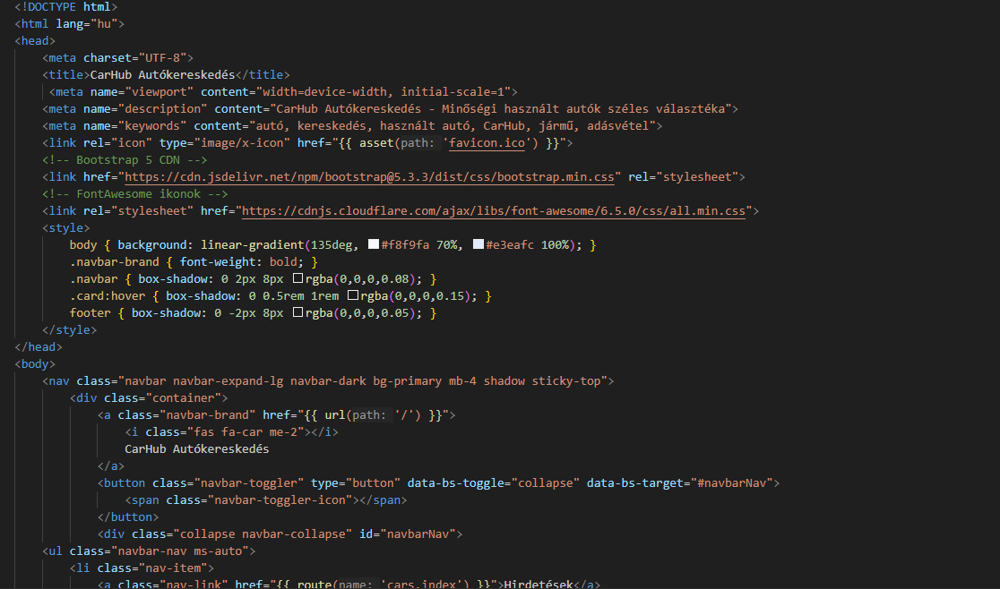 <!DOCTYPE html>
<html lang="hu">
<head>
<meta charset="UTF-8">
<title>CarHub Autókereskedés</title>
<meta name="viewport" content="width=device-width, initial-scale=1">
<meta name="description" content="CarHub Autókereskedés - Minőségi használt autók széles választéka">
<meta name="keywords" content="autó, kereskedés, használt autó, CarHub, jármű, adásvétel">
<link rel="icon" type="image/x-icon" href="{{ asset(path: 'favicon.ico') }}">
<!-- Bootstrap 5 CDN -->
<link href="https://cdn.jsdelivr.net/npm/bootstrap@5.3.3/dist/css/bootstrap.min.css" rel="stylesheet">
<!-- FontAwesome ikonok -->
<link rel="stylesheet" href="https://cdnjs.cloudflare.com/ajax/libs/font-awesome/6.5.0/css/all.min.css">
<style>
body { background: linear-gradient(135deg, #f8f9fa 70%, #e3eafc 100%); }
.navbar-brand { font-weight: bold; }
.navbar { box-shadow: 0 2px 8px rgba(0,0,0,0.08); }
.card:hover { box-shadow: 0 0.5rem 1rem rgba(0,0,0,0.15); }
footer { box-shadow: 0 -2px 8px rgba(0,0,0,0.05); }
</style>
</head>
<body>
<nav class="navbar navbar-expand-lg navbar-dark bg-primary mb-4 shadow sticky-top">
<div class="container">
<a class="navbar-brand" href="{{ url(path: '/') }}">
<i class="fas fa-car me-2"></i>
CarHub Autókereskedés
</a>
<button class="navbar-toggler" type="button" data-bs-toggle="collapse" data-bs-target="#navbarNav">
<span class="navbar-toggler-icon"></span>
</button>
<div class="collapse navbar-collapse" id="navbarNav">
<ul class="navbar-nav ms-auto">
<li class="nav-item">
<a class="nav-link" href="{{ route(name: 'cars.index') }}">Hirdetések</a>